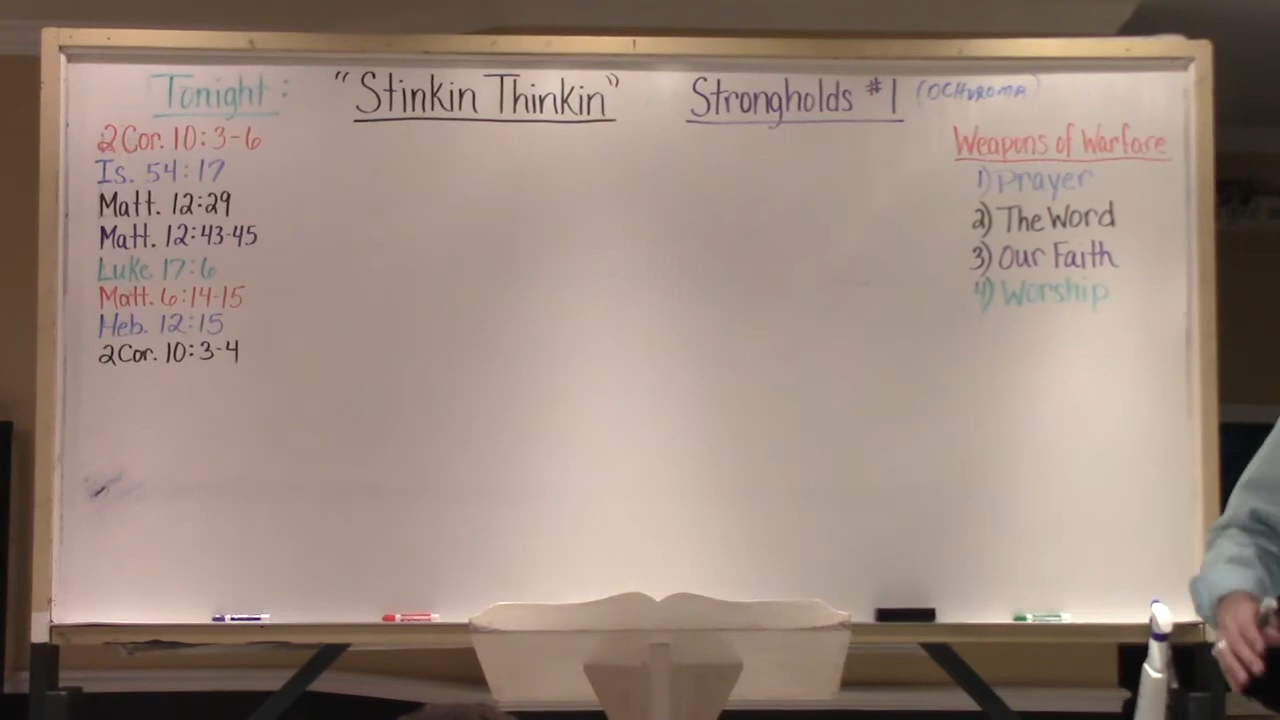 Tonight: "Stinkin Thinkin" Strongholds #1 (OCHUROMA)
2Cor. 10:3-6
Is. 54:17
Matt. 12:29
Matt. 12:43-45
Luke 17:6
Matt. 6:14-15
Heb. 12:15
2Cor. 10:3-4
Weapons of Warfare
1) Prayer
2) The Word
3) Our Faith
4) Worship